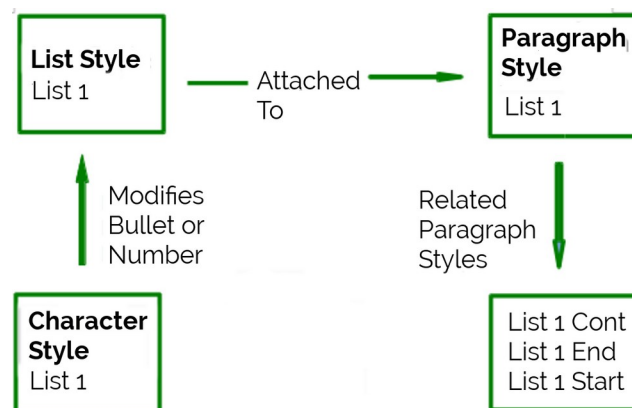 List Style
List 1
Attached
To
Paragraph
Style
List 1
Modifies
Bullet or
Number
Related
Paragraph
Styles
Character
Style
List 1
List 1 Cont
List 1 End
List 1 Start